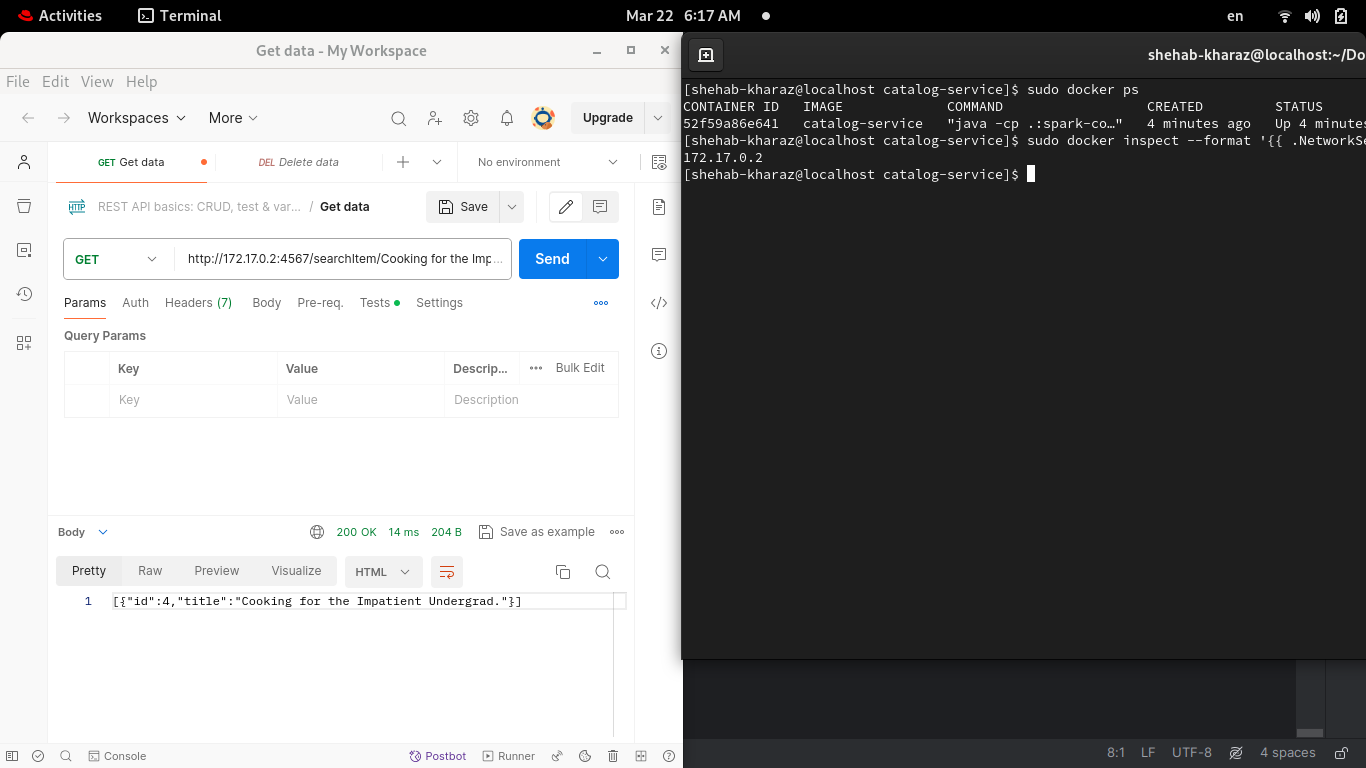 Activities
Terminal
Mar 22 6:17 AM
en
Get data - My Workspace
File Edit View Help
Workspaces
More
Upgrade
GET Get data
DEL Delete data
No environment
HTTP
REST API basics: CRUD, test & var... / Get data
Save
GET
http://172.17.0.2:4567/searchItem/Cooking for the Imp...
Send
Params Auth Headers (7) Body Pre-req. Tests Settings
Query Params
Key Value Descrip... Bulk Edit
Key Value Description
Body
200 OK 14 ms 204 B
Save as example
Pretty Raw Preview Visualize HTML
1 [{"id":4,"title":"Cooking for the Impatient Undergrad."}]
Console
Postbot
Runner
shehab-kharaz@localhost:~/Do
[shehab-kharaz@localhost catalog-service]$ sudo docker ps
CONTAINER ID IMAGE COMMAND CREATED STATUS
52f59a86e641 catalog-service "java -cp .:spark-co…" 4 minutes ago Up 4 minutes
[shehab-kharaz@localhost catalog-service]$ sudo docker inspect --format '{{ .NetworkSe
172.17.0.2
[shehab-kharaz@localhost catalog-service]$
8:1 LF UTF-8 4 spaces